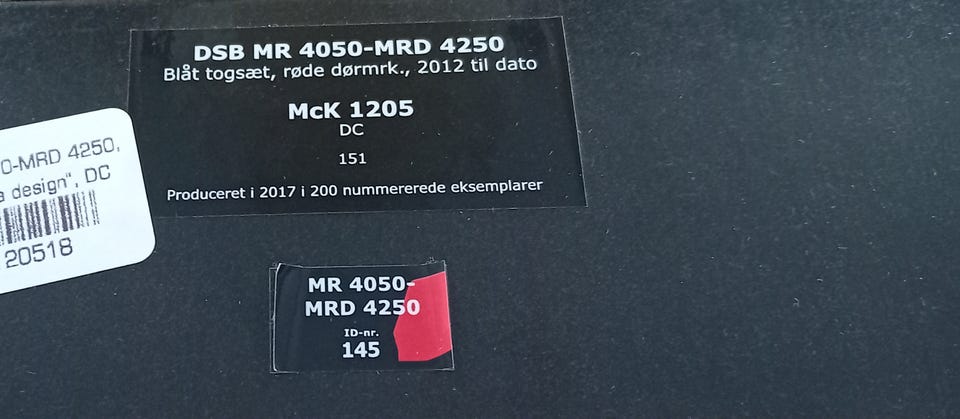 DSB MR 4050-MRD 4250
Blåt togsæt, røde dørmrk., 2012 til dato
McK 1205
DC
151
Produceret i 2017 i 200 nummererede eksemplarer
0-MRD 4250,
a design", DC
20518
MR 4050-
MRD 4250
ID-nr.
145